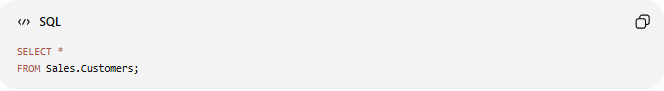 SQL
SELECT *
FROM Sales.Customers;